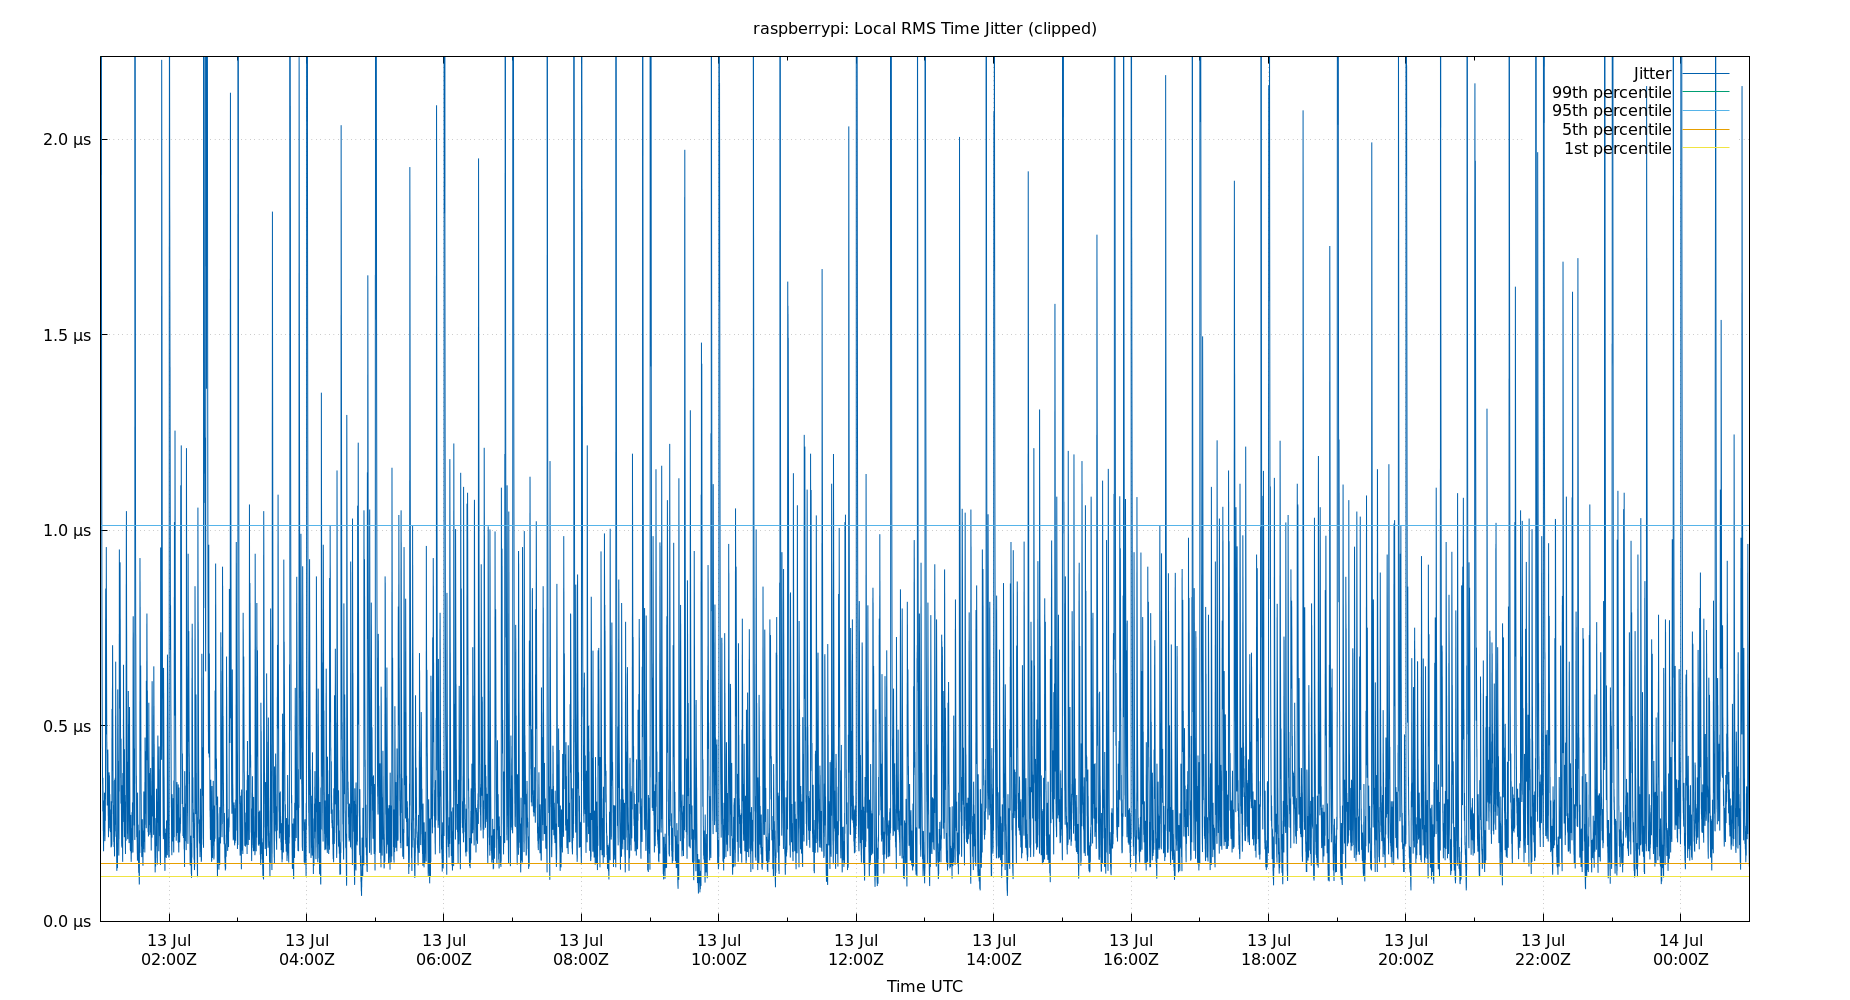 raspberrypi: Local RMS Time Jitter (clipped)
Jitter
99th percentile
95th percentile
5th percentile
1st percentile
2.0 µs
1.5 µs
1.0 µs
0.5 µs
0.0 µs
13 Jul 13 Jul 13 Jul 13 Jul 13 Jul 13 Jul 13 Jul 13 Jul 13 Jul 13 Jul 13 Jul 14 Jul
02:00Z 04:00Z 06:00Z 08:00Z 10:00Z 12:00Z 14:00Z 16:00Z 18:00Z 20:00Z 22:00Z 00:00Z
Time UTC